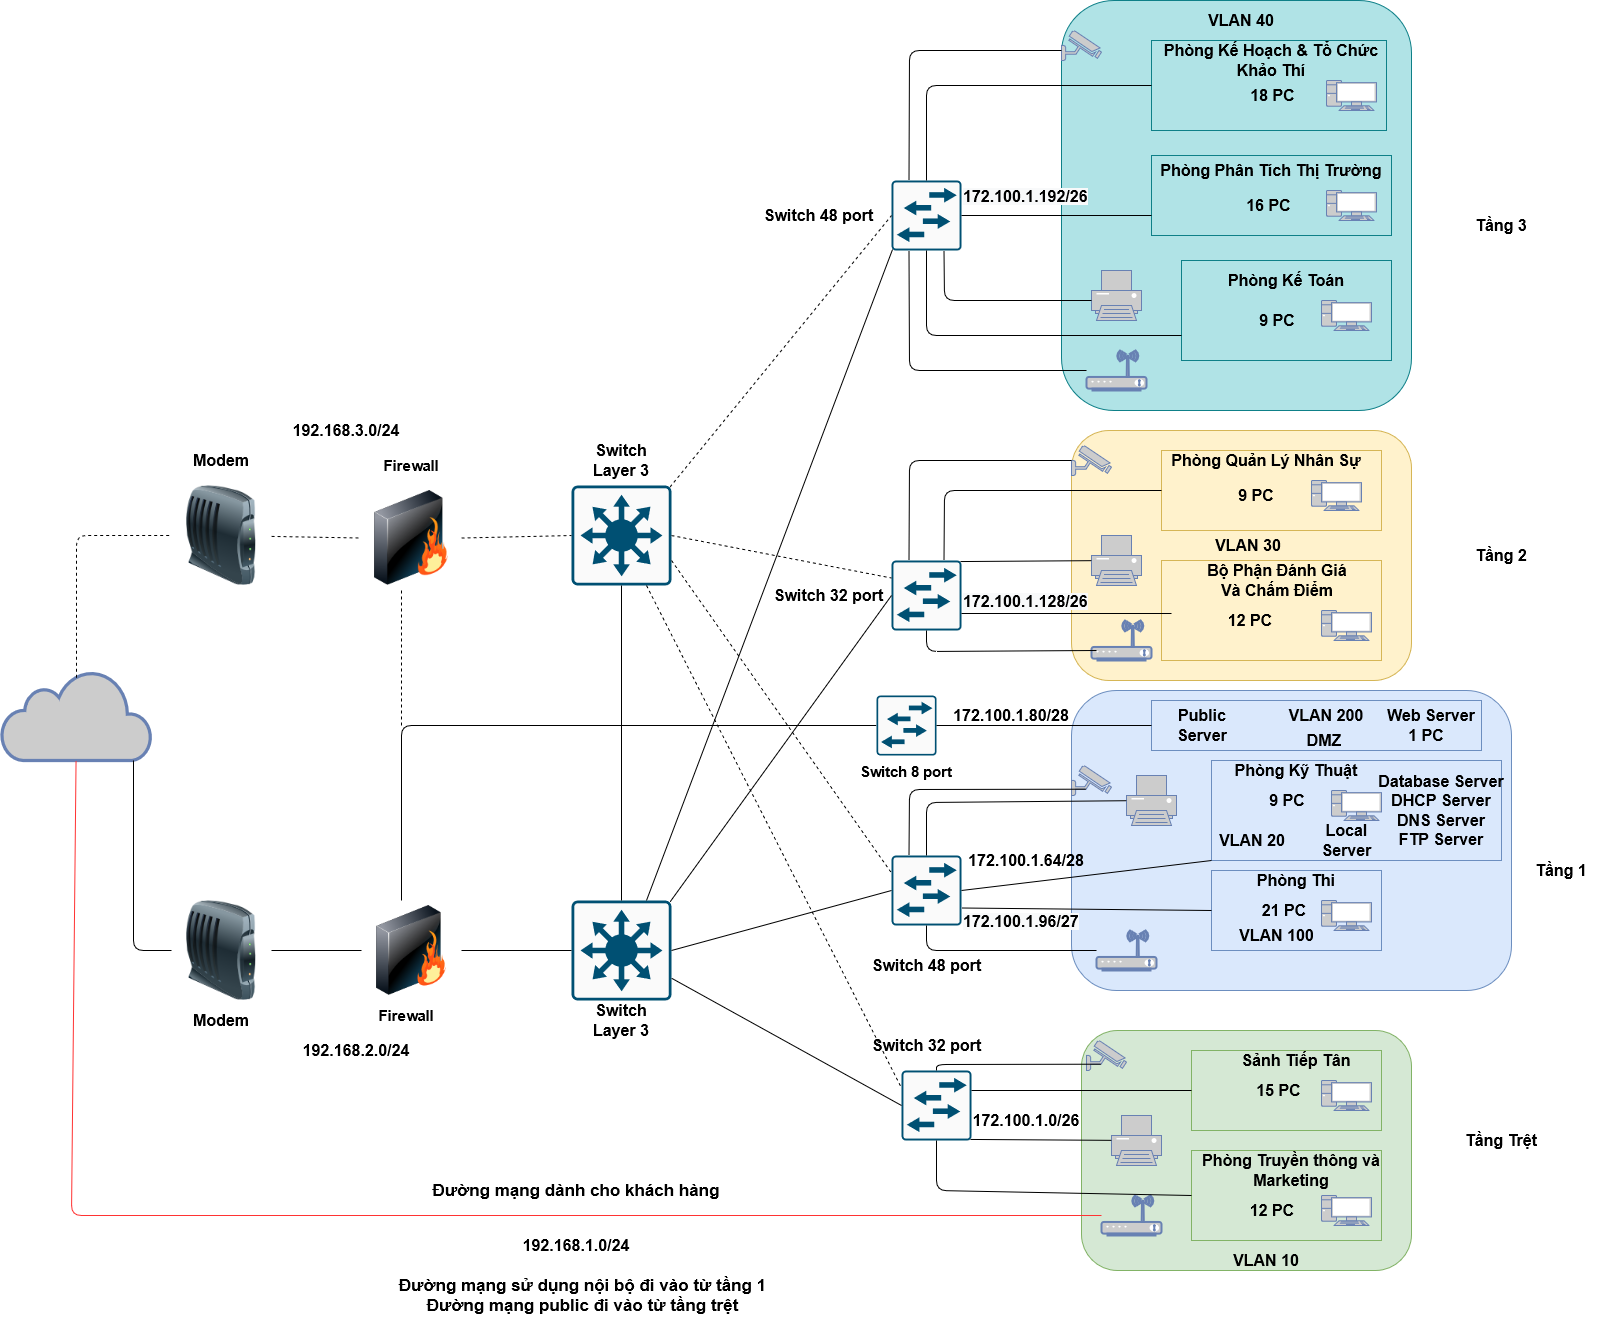 VLAN 40
Phòng Kế Hoạch & Tổ Chức
Khảo Thí
18 PC
Phòng Phân Tích Thị Trường
16 PC
172.100.1.192/26
Switch 48 port
Tầng 3
Phòng Kế Toán
9 PC
192.168.3.0/24
Modem
Firewall
Switch
Layer 3
Phòng Quản Lý Nhân Sự
9 PC
VLAN 30
Tầng 2
Bộ Phận Đánh Giá
Và Chấm Điểm
12 PC
Switch 32 port
172.100.1.128/26
172.100.1.80/28
Switch 8 port
Public
Server
VLAN 200
DMZ
Web Server
1 PC
Phòng Kỹ Thuật
9 PC
VLAN 20
Local
Server
Database Server
DHCP Server
DNS Server
FTP Server
172.100.1.64/28
Tầng 1
Phòng Thi
21 PC
VLAN 100
172.100.1.96/27
Switch 48 port
Modem
Firewall
Switch
Layer 3
192.168.2.0/24
Switch 32 port
Sảnh Tiếp Tân
15 PC
172.100.1.0/26
Tầng Trệt
Phòng Truyền thông và
Marketing
12 PC
VLAN 10
Đường mạng dành cho khách hàng
192.168.1.0/24
Đường mạng sử dụng nội bộ đi vào từ tầng 1
Đường mạng public đi vào từ tầng trệt